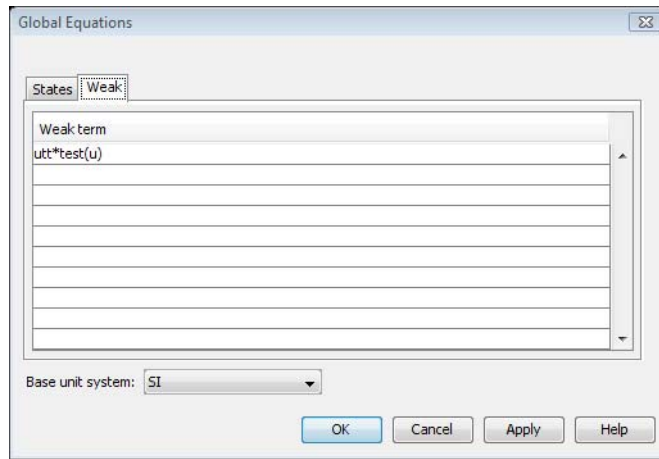 Global Equations
States Weak
Weak term
utt*test(u)
Base unit system: SI
OK Cancel Apply Help